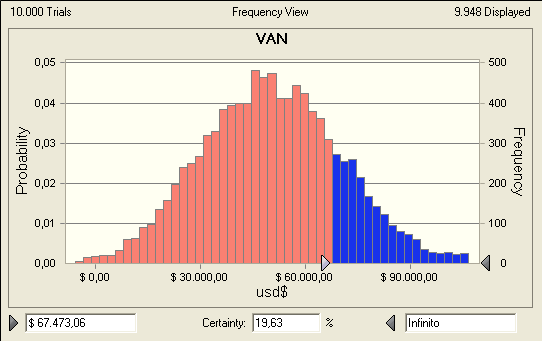 10.000 Trials Frequency View 9.948 Displayed
VAN
0,05 500
0,04 400
0,03 300
0,02 200
0,01 100
0,00 0
Probability
Frequency
$ 0,00 $ 30.000,00 $ 60.000,00 $ 90.000,00
usd$
$ 67.473,06 Certainty: 19,63 % Infinito